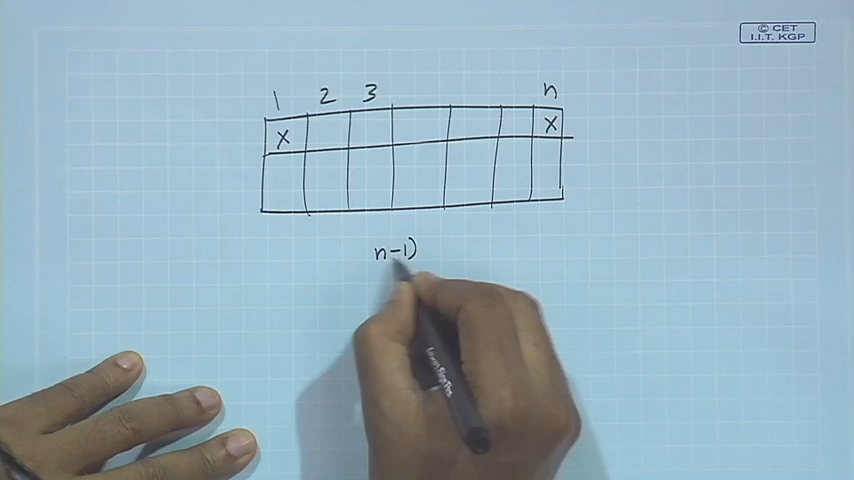 © CET
I.I.T. KGP
1 2 3 n
X X
n-1)